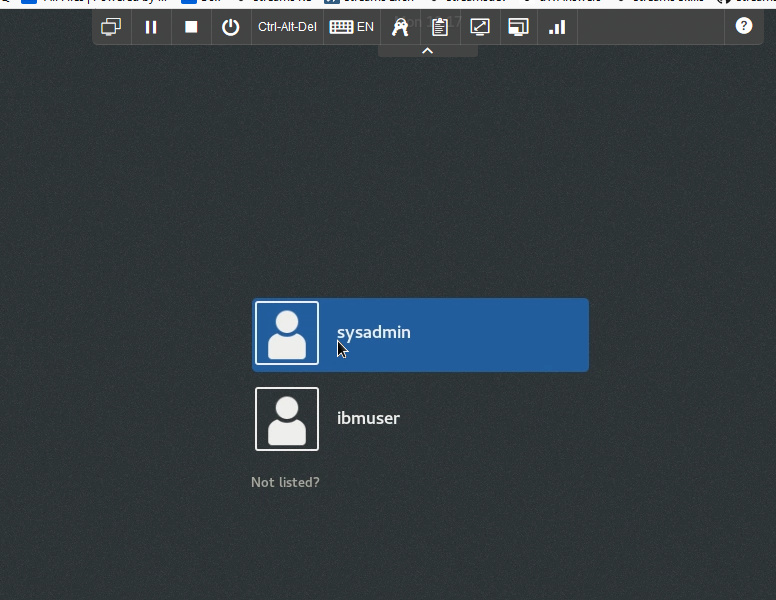 Ctrl-Alt-Del EN ?
sysadmin
ibmuser
Not listed?